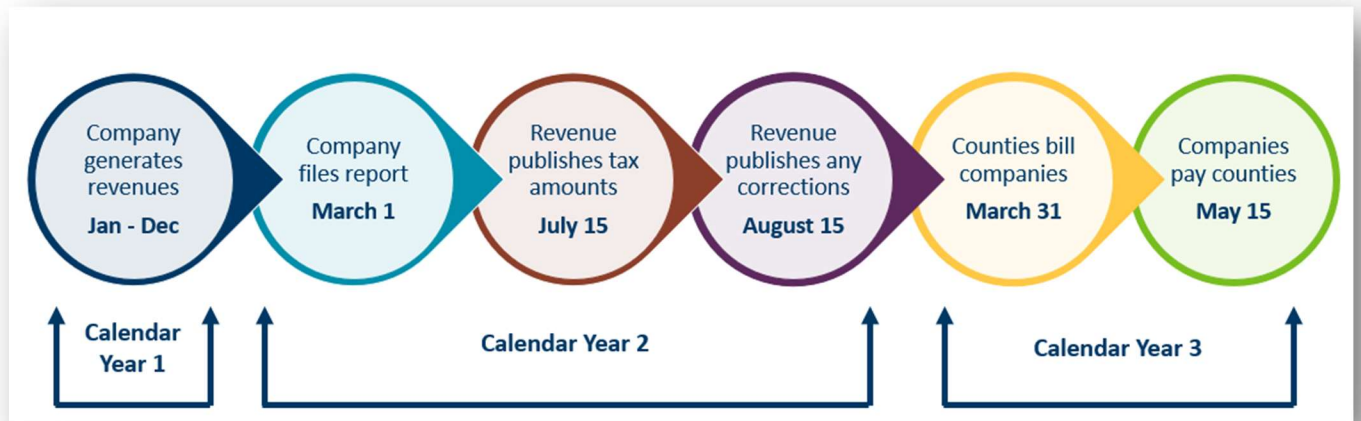 Company
generates
revenues
Jan - Dec
Company
files report
March 1
Revenue
publishes tax
amounts
July 15
Revenue
publishes any
corrections
August 15
Counties bill
companies
March 31
Companies
pay counties
May 15
Calendar
Year 1
Calendar Year 2
Calendar Year 3